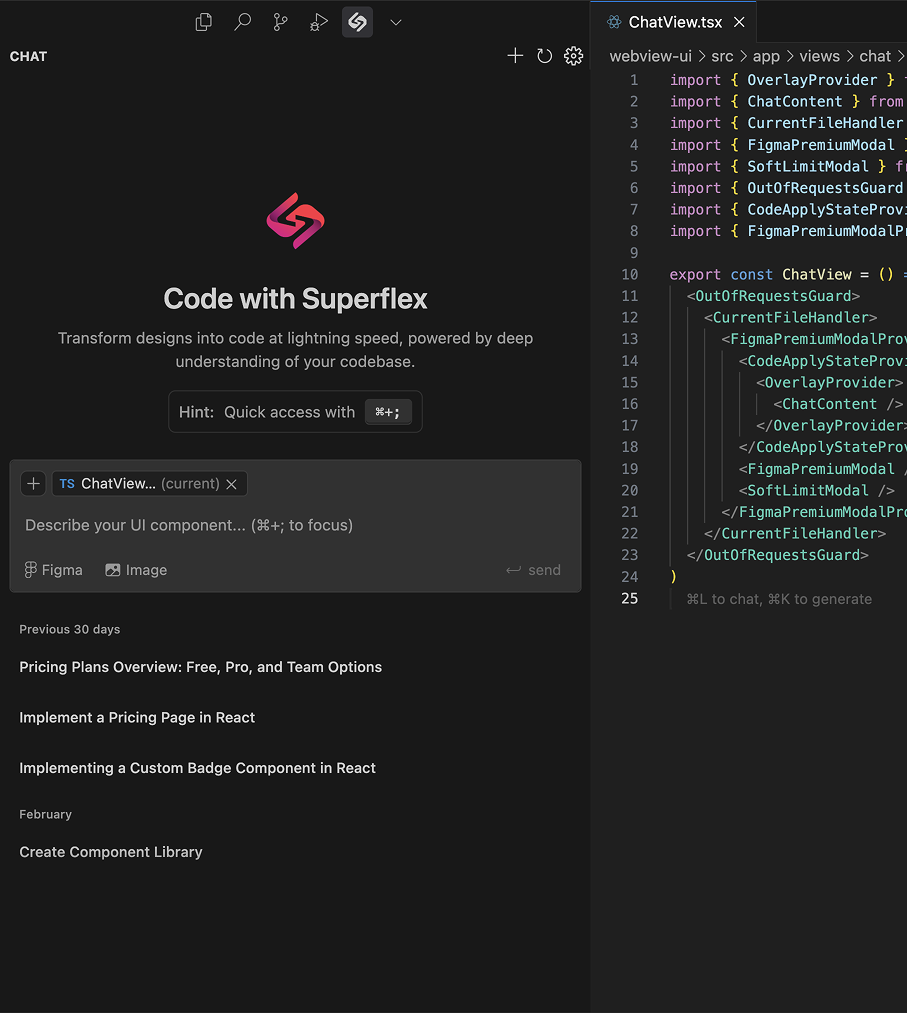 CHAT
Code with Superflex
Transform designs into code at lightning speed, powered by deep
understanding of your codebase.
Hint: Quick access with ⌘+;
TS ChatView... (current)
Describe your UI component... (⌘+; to focus)
Figma Image send
Previous 30 days
Pricing Plans Overview: Free, Pro, and Team Options
Implement a Pricing Page in React
Implementing a Custom Badge Component in React
February
Create Component Library
ChatView.tsx
webview-ui > src > app > views > chat >
1 import { OverlayProvider }
2 import { ChatContent } from
3 import { CurrentFileHandler
4 import { FigmaPremiumModal }
5 import { SoftLimitModal } f
6 import { OutOfRequestsGuard
7 import { CodeApplyStateProvi
8 import { FigmaPremiumModalPr
9
10 export const ChatView = () =
11 <OutOfRequestsGuard>
12 <CurrentFileHandler>
13 <FigmaPremiumModalProv
14 <CodeApplyStateProvi
15 <OverlayProvider>
16 <ChatContent />
17 </OverlayProvider>
18 </CodeApplyStateProv
19 <FigmaPremiumModal /
20 <SoftLimitModal />
21 </FigmaPremiumModalPro
22 </CurrentFileHandler>
23 </OutOfRequestsGuard>
24 )
25 ⌘L to chat, ⌘K to generate